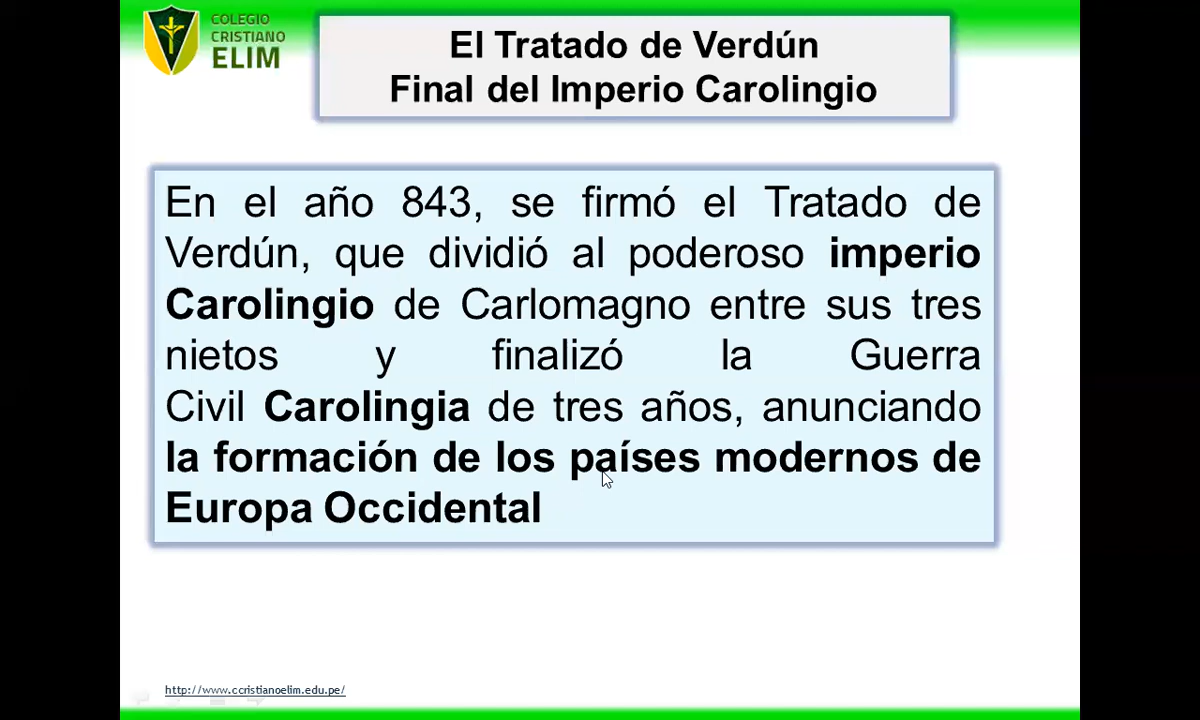 COLEGIO
CRISTIANO
ELIM
El Tratado de Verdún
Final del Imperio Carolingio
En el año 843, se firmó el Tratado de
Verdún, que dividió al poderoso imperio
Carolingio de Carlomagno entre sus tres
nietos y finalizó la Guerra
Civil Carolingia de tres años, anunciando
la formación de los países modernos de
Europa Occidental
http://www.ccristianoelim.edu.pe/